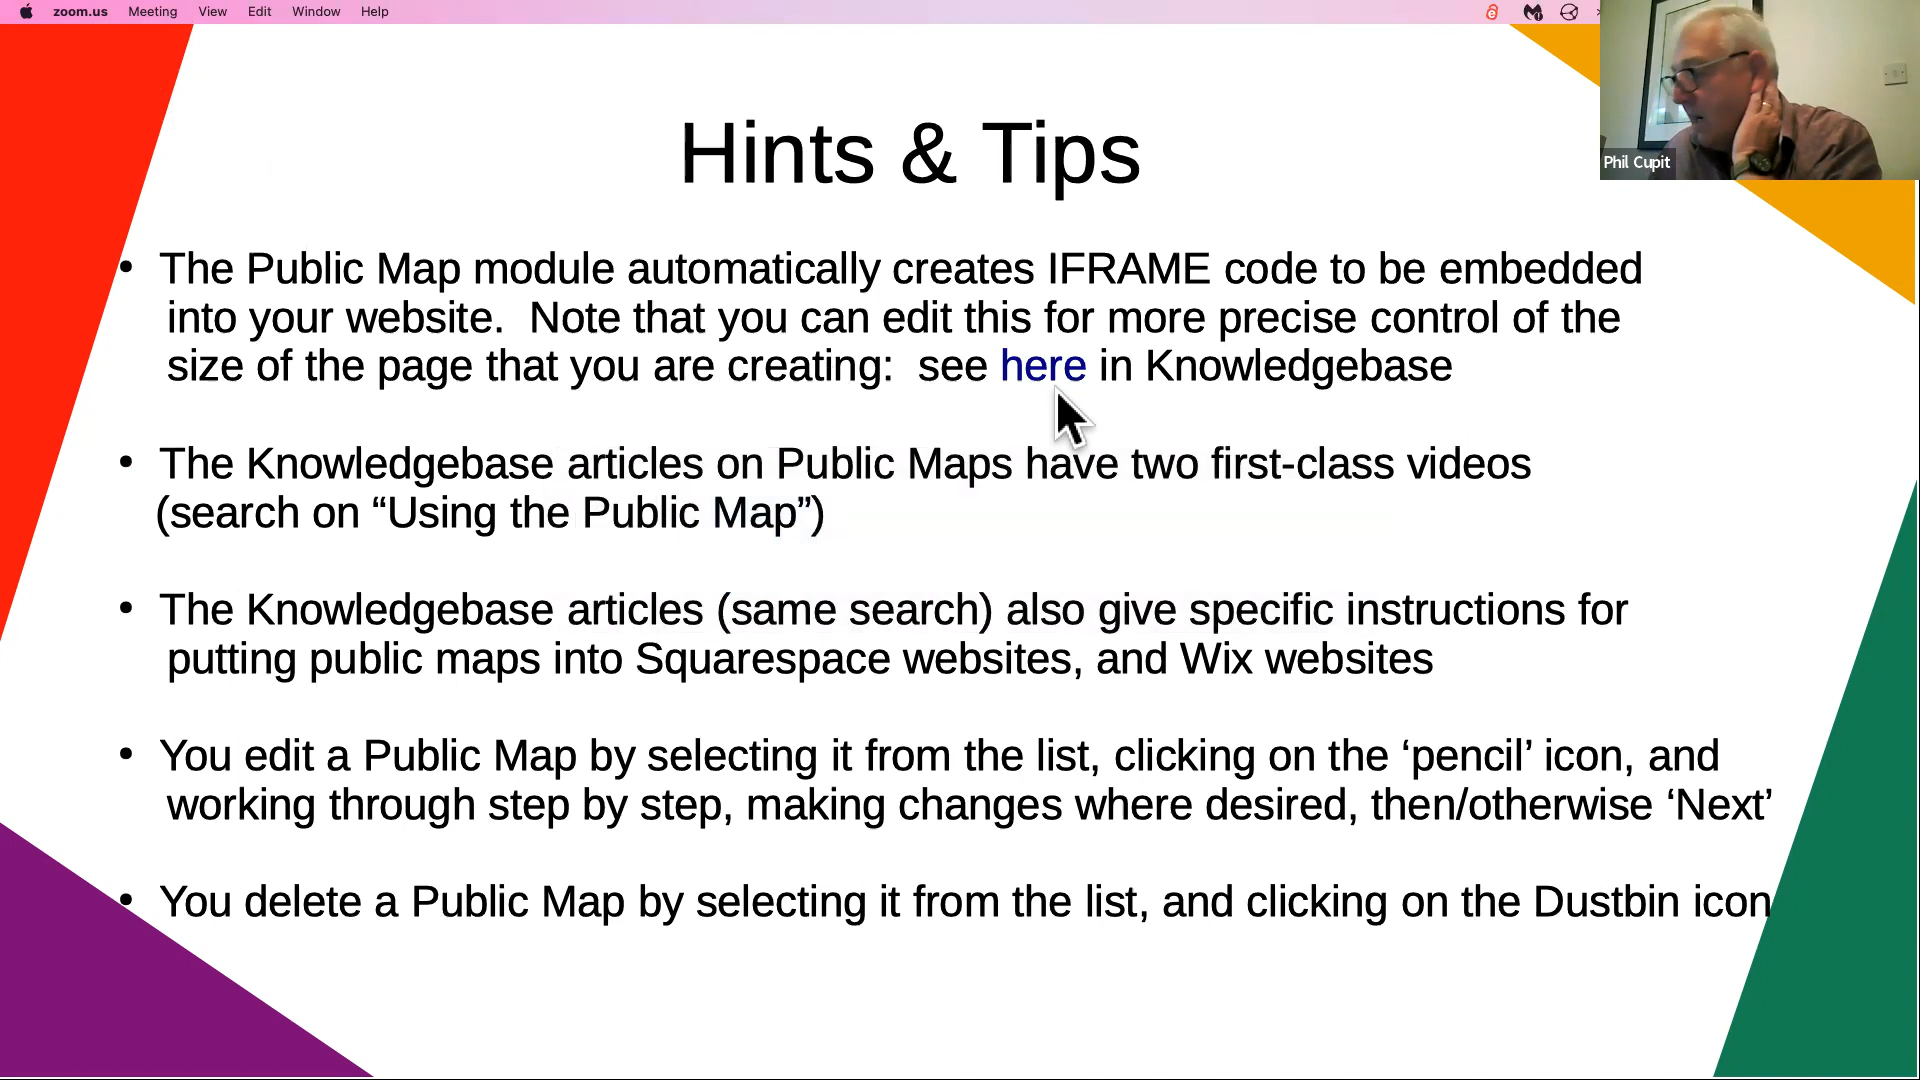 zoom.us Meeting View Edit Window Help
Phil Cupit
Hints & Tips
• The Public Map module automatically creates IFRAME code to be embedded
into your website.  Note that you can edit this for more precise control of the
size of the page that you are creating:  see here in Knowledgebase
• The Knowledgebase articles on Public Maps have two first-class videos
(search on “Using the Public Map”)
• The Knowledgebase articles (same search) also give specific instructions for
putting public maps into Squarespace websites, and Wix websites
• You edit a Public Map by selecting it from the list, clicking on the ‘pencil’ icon, and
working through step by step, making changes where desired, then/otherwise ‘Next’
• You delete a Public Map by selecting it from the list, and clicking on the Dustbin icon